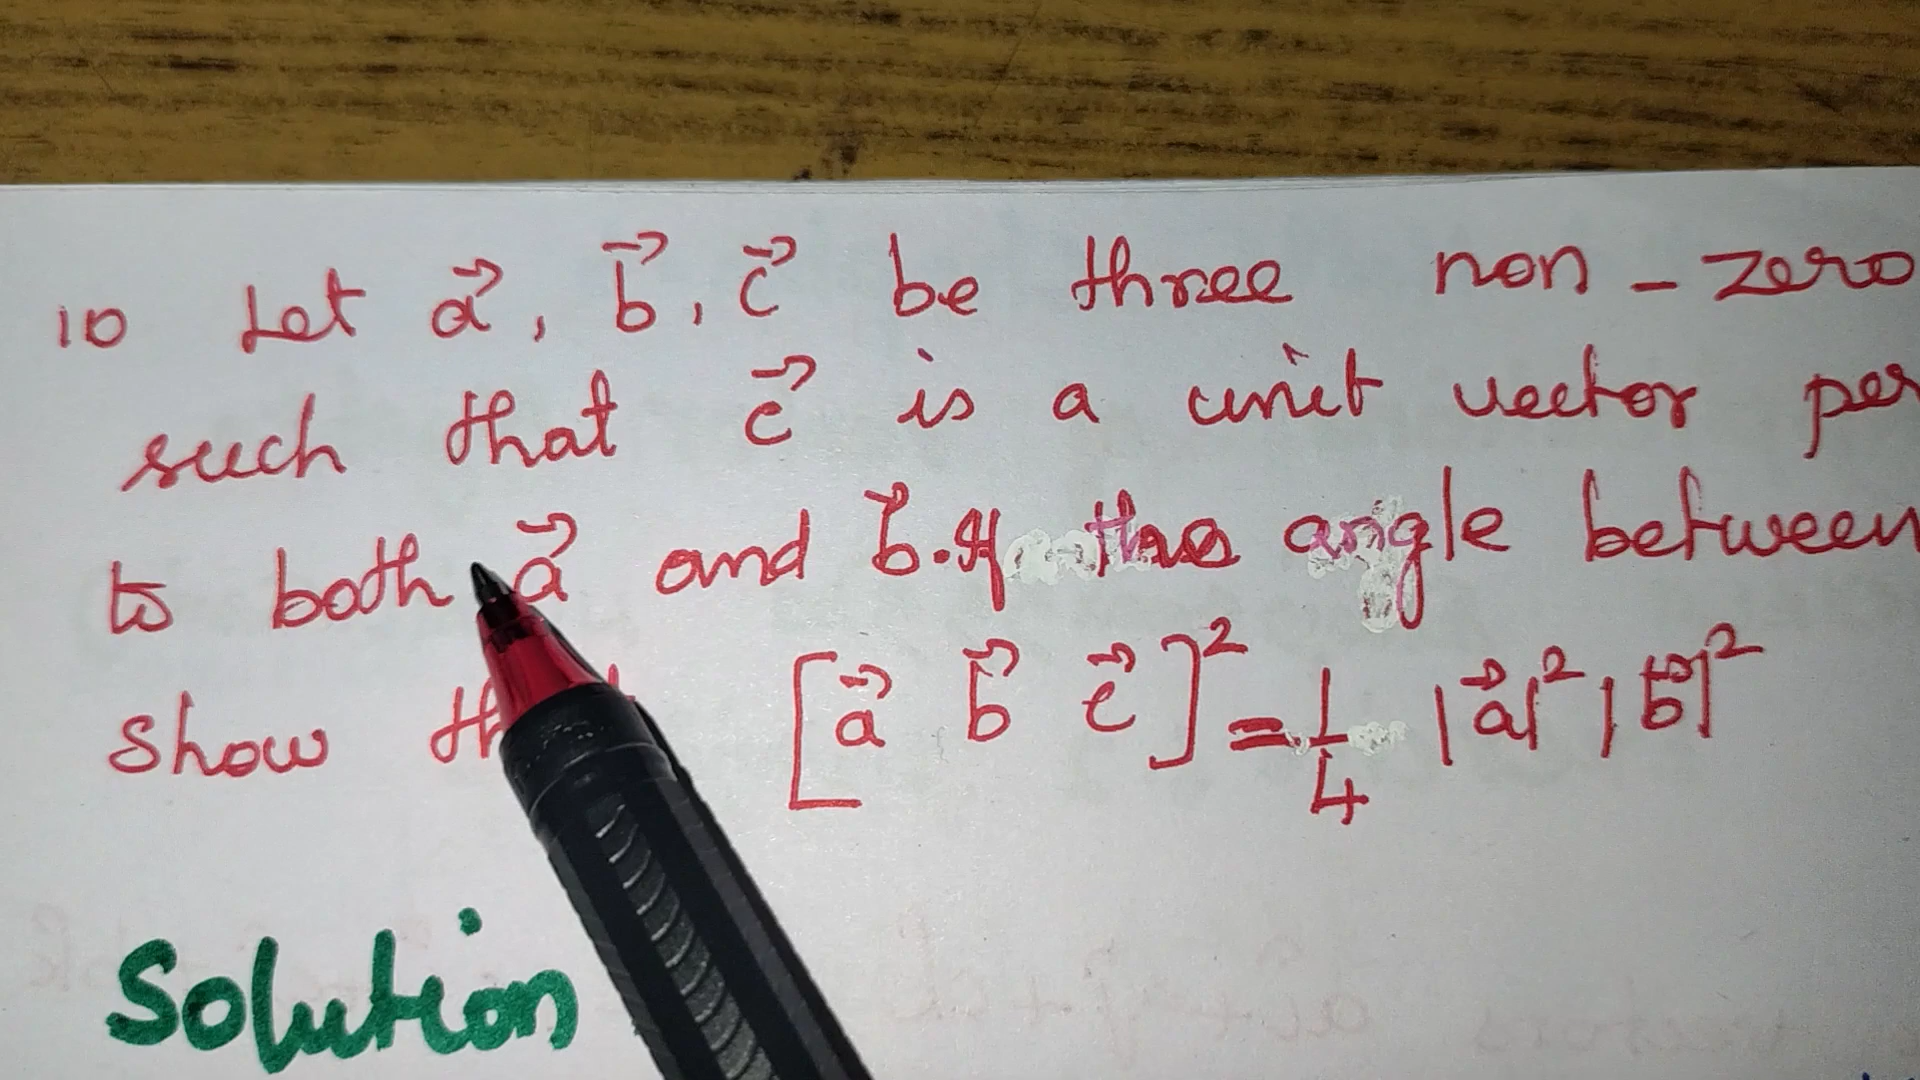 10 Let a⃗, b⃗, c⃗ be three non-zero
such that c⃗ is a unit vector per
to both a⃗ and b⃗. If the angle between
show [a⃗ b⃗ c⃗]² = 1/4 |a⃗|² |b⃗|²
Solution